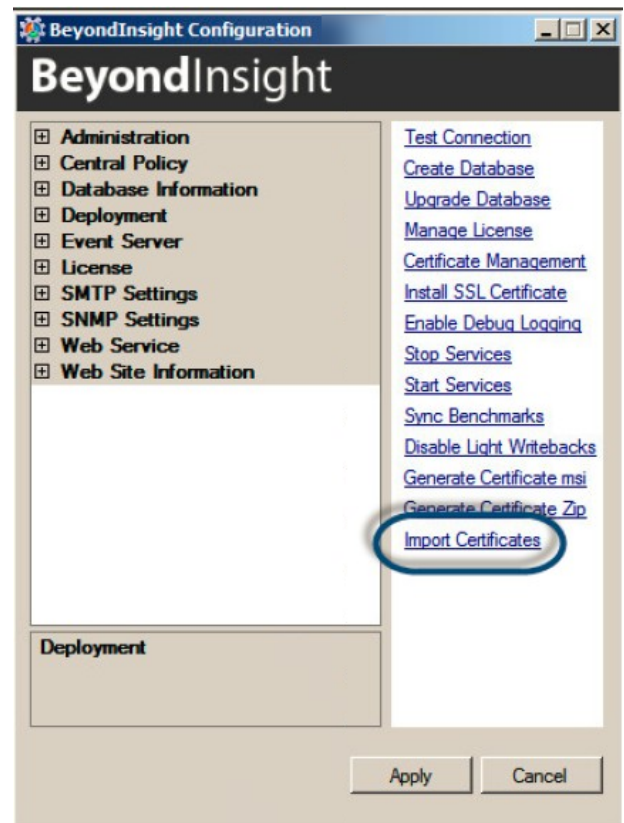 BeyondInsight Configuration
BeyondInsight
Administration
Central Policy
Database Information
Deployment
Event Server
License
SMTP Settings
SNMP Settings
Web Service
Web Site Information
Test Connection
Create Database
Upgrade Database
Manage License
Certificate Management
Install SSL Certificate
Enable Debug Logging
Stop Services
Start Services
Sync Benchmarks
Disable Light Writebacks
Generate Certificate msi
Generate Certificate Zip
Import Certificates
Deployment
Apply
Cancel